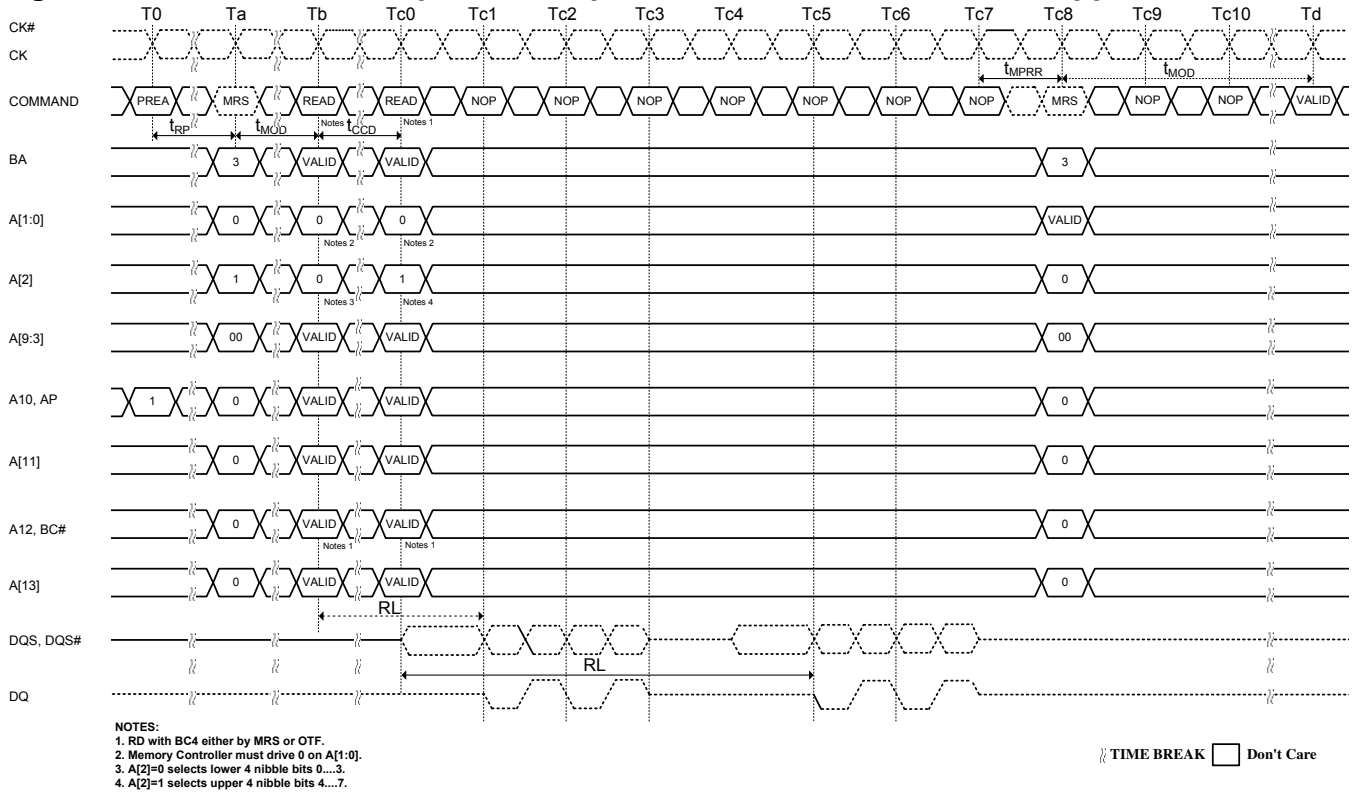 T0 Ta Tb Tc0 Tc1 Tc2 Tc3 Tc4 Tc5 Tc6 Tc7 Tc8 Tc9 Tc10 Td
CK#
CK
tMPRR tMOD
COMMAND PREA MRS READ READ NOP NOP NOP NOP NOP NOP NOP MRS NOP NOP VALID
Notes 1
tRP tMOD tCCD
BA 3 VALID VALID 3
A[1:0] 0 0 0 VALID
Notes 2 Notes 2
A[2] 1 0 1 0
Notes 3 Notes 4
A[9:3] 00 VALID VALID 00
A10, AP 1 0 VALID VALID 0
A[11] 0 VALID VALID 0
A12, BC# 0 VALID VALID 0
Notes 1 Notes 1
A[13] 0 VALID VALID 0
RL
DQS, DQS#
RL
DQ
NOTES:
1. RD with BC4 either by MRS or OTF.
2. Memory Controller must drive 0 on A[1:0].
3. A[2]=0 selects lower 4 nibble bits 0....3.
4. A[2]=1 selects upper 4 nibble bits 4....7.
TIME BREAK Don't Care